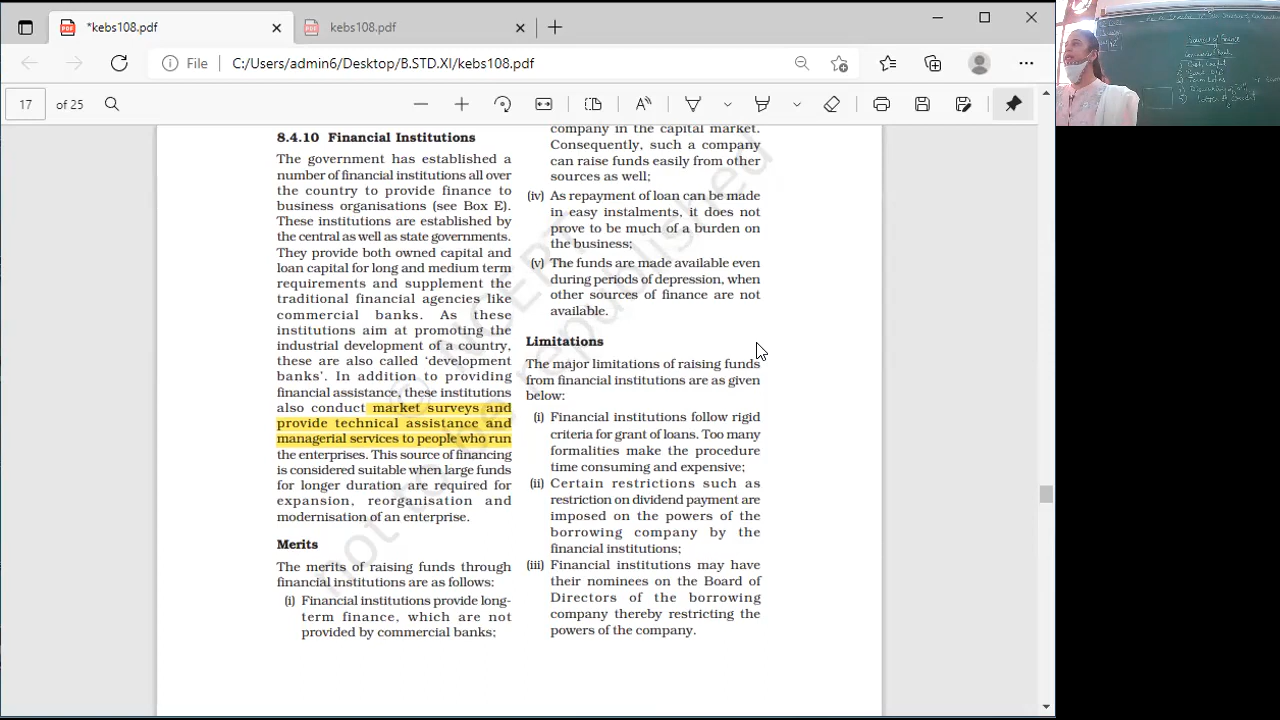 *kebs108.pdf
kebs108.pdf
File
C:/Users/admin6/Desktop/B.STD.XI/kebs108.pdf
17
of 25
8.4.10 Financial Institutions
The government has established a
number of financial institutions all over
the country to provide finance to
business organisations (see Box E).
These institutions are established by
the central as well as state governments.
They provide both owned capital and
loan capital for long and medium term
requirements and supplement the
traditional financial agencies like
commercial banks. As these
institutions aim at promoting the
industrial development of a country,
these are also called ‘development
banks’. In addition to providing
financial assistance, these institutions
also conduct market surveys and
provide technical assistance and
managerial services to people who run
the enterprises. This source of financing
is considered suitable when large funds
for longer duration are required for
expansion, reorganisation and
modernisation of an enterprise.
Merits
The merits of raising funds through
financial institutions are as follows:
(i) Financial institutions provide long-
term finance, which are not
provided by commercial banks;
company in the capital market.
Consequently, such a company
can raise funds easily from other
sources as well;
(iv) As repayment of loan can be made
in easy instalments, it does not
prove to be much of a burden on
the business;
(v) The funds are made available even
during periods of depression, when
other sources of finance are not
available.
Limitations
The major limitations of raising funds
from financial institutions are as given
below:
(i) Financial institutions follow rigid
criteria for grant of loans. Too many
formalities make the procedure
time consuming and expensive;
(ii) Certain restrictions such as
restriction on dividend payment are
imposed on the powers of the
borrowing company by the
financial institutions;
(iii) Financial institutions may have
their nominees on the Board of
Directors of the borrowing
company thereby restricting the
powers of the company.
© NCERT
not to be republished
Sources of Finance